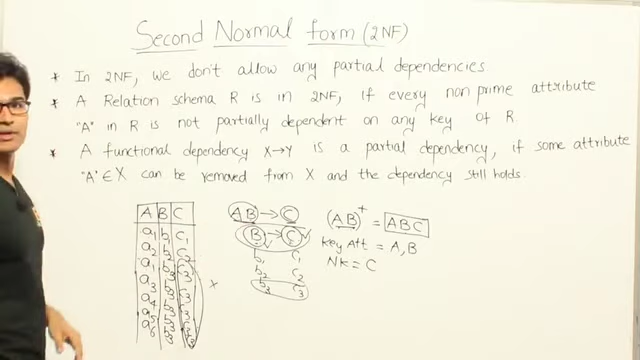 Second Normal form (2NF)
* In 2NF, we don't allow any partial dependencies
* A Relation schema R is in 2NF, if every non prime attribute
"A" in R is not partially dependent on any key of R
* A functional dependency X→Y is a partial dependency, if some attribute
"A" ∈ X can be removed from X and the dependency still holds.
A B C
a1 b1 c1
a2 b2 c2
a1 b3 c3
a3 b3 c3
a4 b3 c3
a5 b3 c3
a6 b3
×
AB → C
B → C
b1 c1
b2 c2
b3 c3
(AB)+ = ABC
Key Att = A, B
NK = C